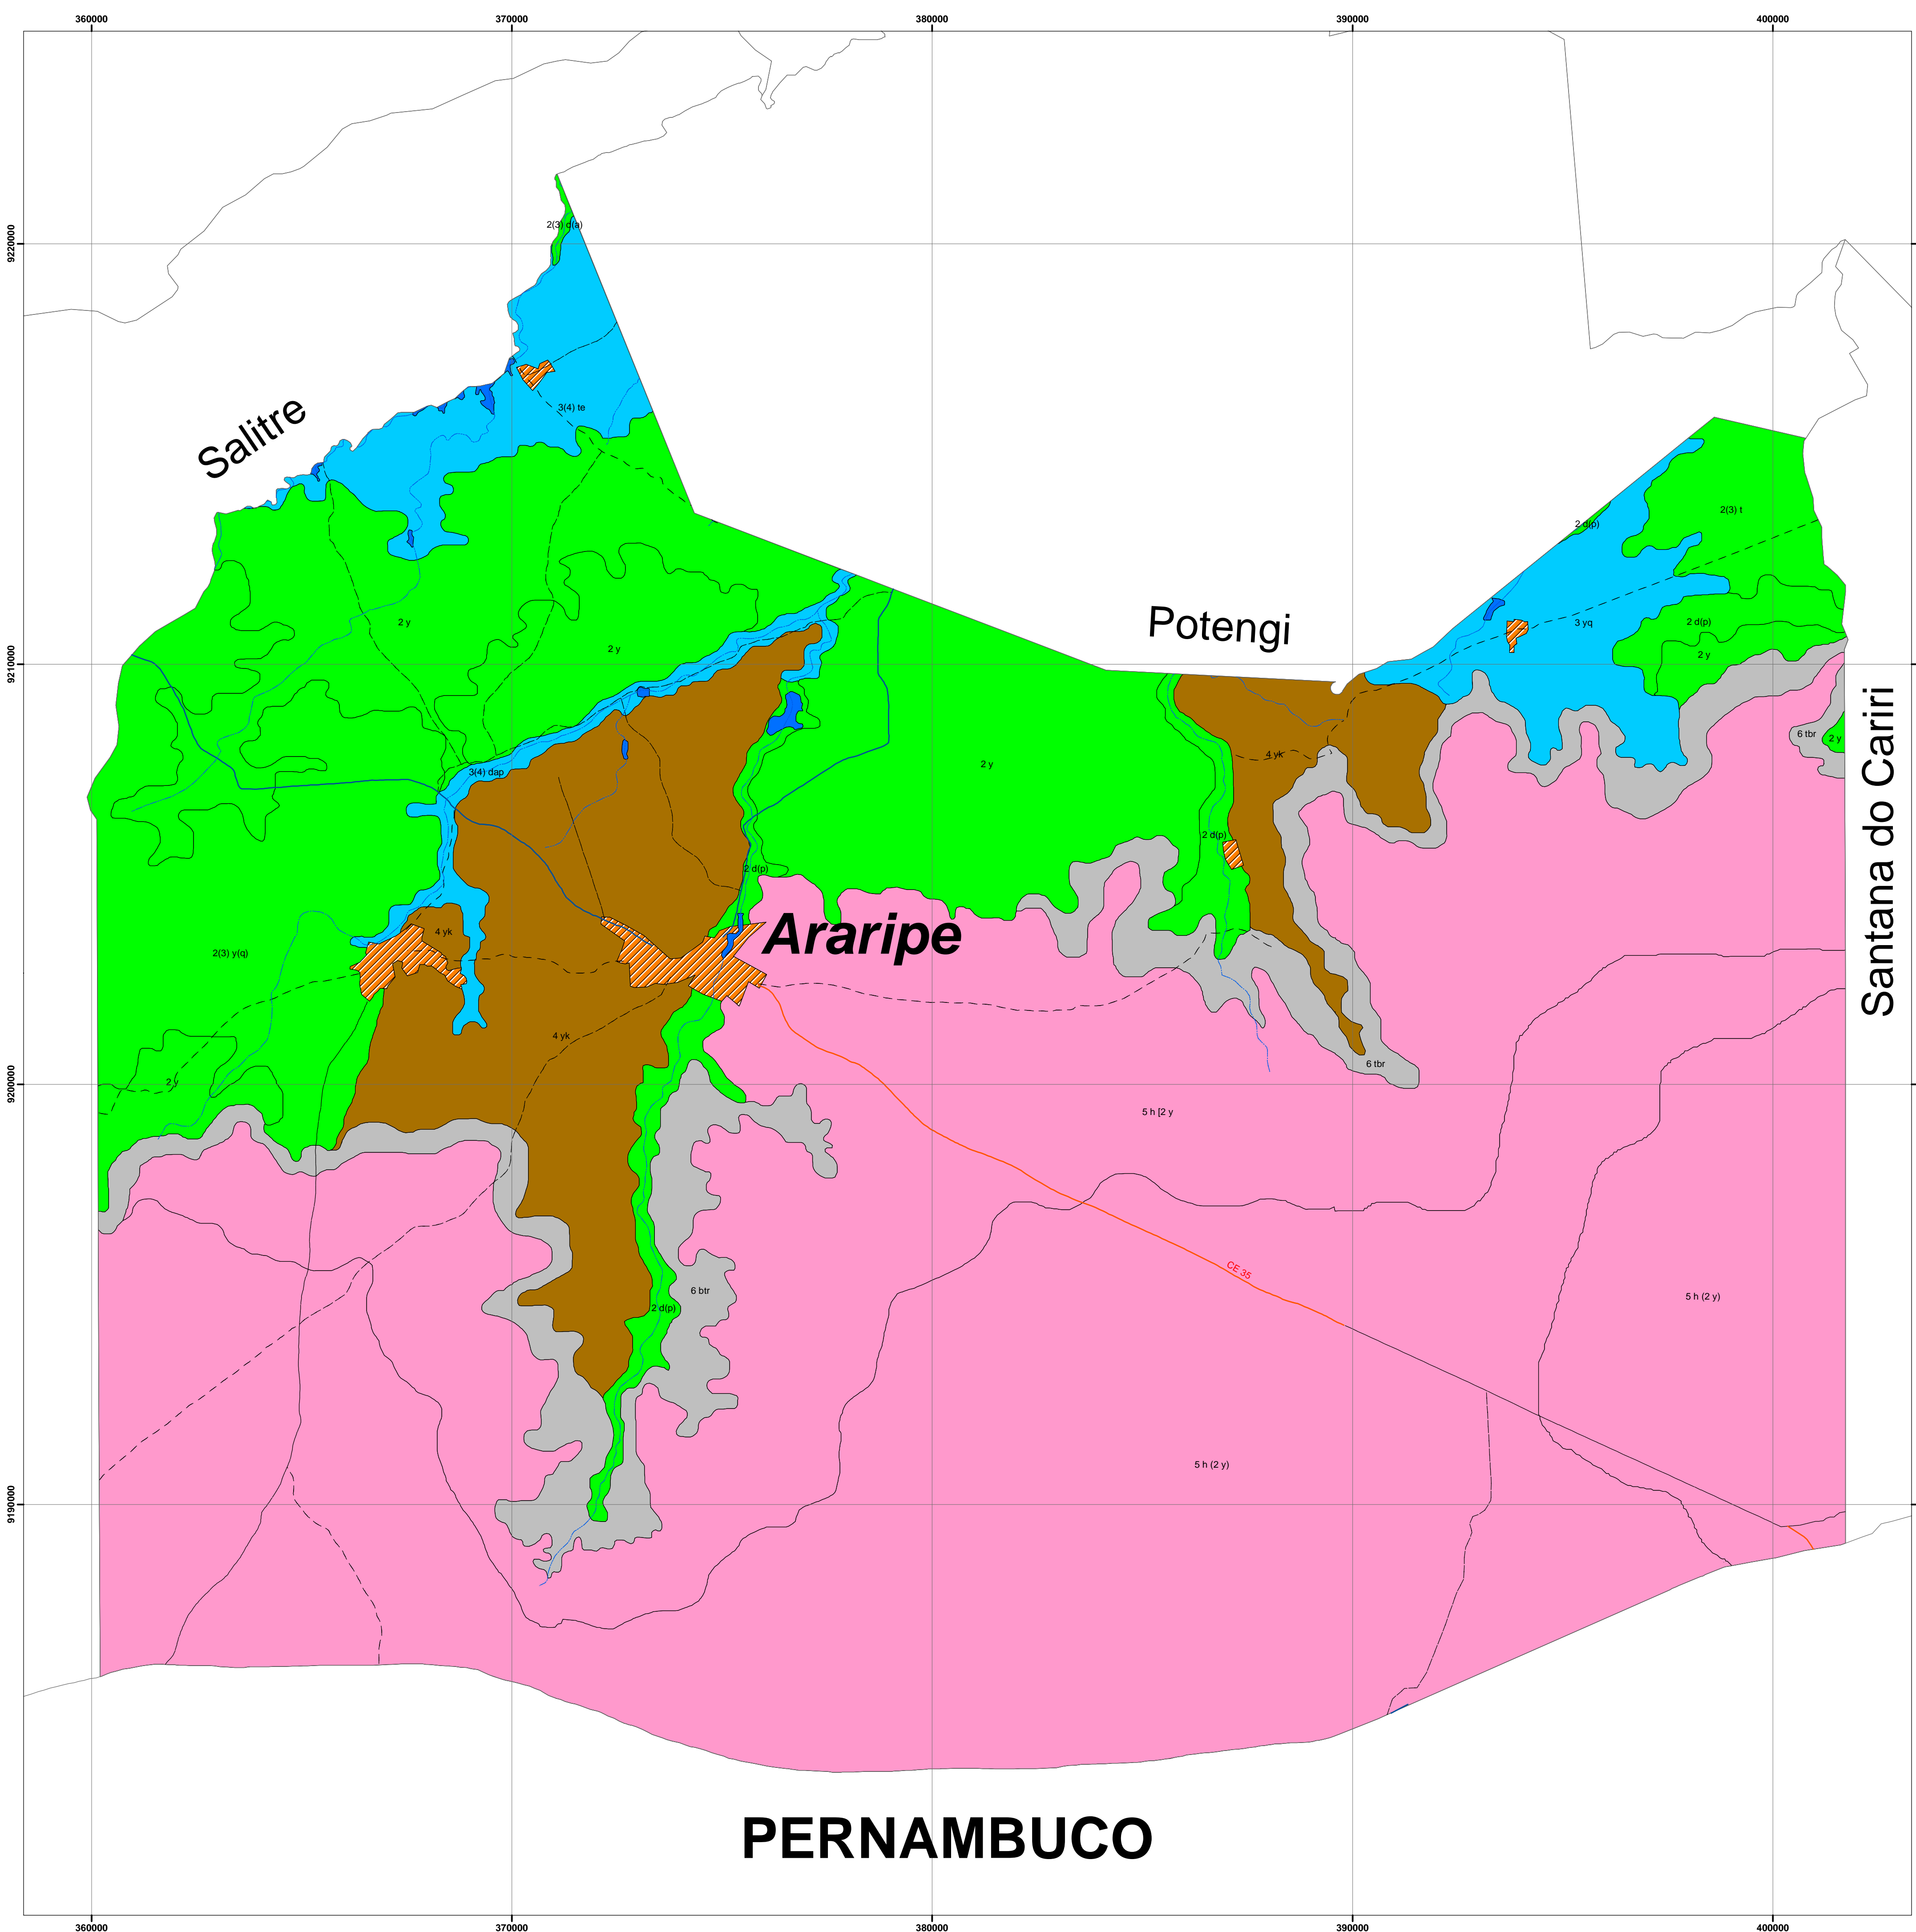 360000
370000
380000
390000
400000
2(3) d(a)
9220000
3(4) te
Salitre
2(3) t
2 d(p)
Potengi
2 y
2 y
3 yq
2 d(p)
2 y
9210000
Santana do Cariri
6 tbr
2 y
4 yk
2 y
3(4) dap
2 d(p)
2 d(p)
Araripe
4 yk
2(3) y(q)
4 yk
6 tbr
2 y
9200000
5 h [2 y
CE 35
6 btr
2 d(p)
5 h (2 y)
5 h (2 y)
9190000
PERNAMBUCO
360000
370000
380000
390000
400000